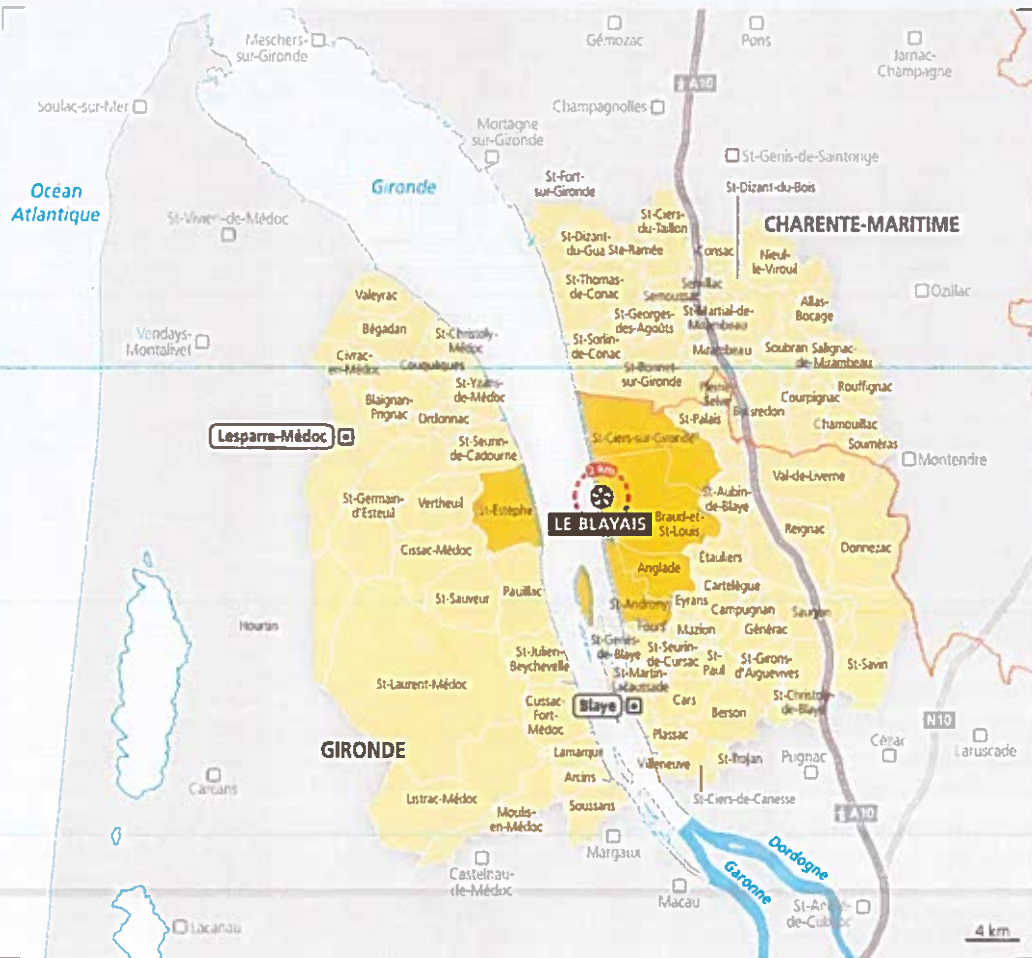 Meschers-
sur-Gironde
Gémozac
Pons
Jarnac-
Champagne
A10
Soulac-sur-Mer
Champagnolles
Mortagne
sur-Gironde
St-Genis-de-Saintonge
St-Fort-
sur-Gironde
St-Dizant-du-Bois
Océan
Atlantique
Gironde
St-Vivien-de-Médoc
St-Ciers-
du-Taillon
CHARENTE-MARITIME
St-Dizant-
du-Gua
Ste-Ramée
Consac
Nieul-
le-Virouil
St-Thomas-
de-Conac
Semillac
Semoussac
Ozillac
Valeyrac
Allas-
Bocage
St-Georges-
des-Agoûts
St-Martial-de-
Mirambeau
Bégadan
St-Christoly-
Médoc
Vendays-
Montalivet
St-Sorlin-
de-Conac
Mirambeau
Soubran
Salignac-
de-Mirambeau
Civrac-
en-Médoc
Couquèques
St-Bonnet-
sur-Gironde
St-Yzans-
de-Médoc
Pleine-
Selve
Rouffignac
Courpignac
Blaignan-
Prignac
Ordonnac
St-Palais
Boisredon
Chamouillac
Lesparre-Médoc
St-Seurin-
de-Cadourne
St-Ciers-sur-Gironde
Souméras
Montendre
2 km
Val-de-Livenne
St-Germain-
d'Esteuil
Vertheuil
St-Estèphe
St-Aubin-
de-Blaye
LE BLAYAIS
Braud-et-
St-Louis
Reignac
Donnezac
Cissac-Médoc
Étauliers
Anglade
Cartelègue
St-Sauveur
Pauillac
St-Androny
Eyrans
Campugnan
Saugon
Hourtin
Fours
Mazion
Générac
St-Genès-
de-Blaye
St-Seurin-
de-Cursac
St-
Paul
St-Girons-
d'Aiguevives
St-Savin
St-Julien-
Beychevelle
St-Martin-
Lacaussade
St-Laurent-Médoc
Cussac-
Fort-
Médoc
Blaye
Cars
St-Christoly-
de-Blaye
Berson
N10
GIRONDE
Plassac
Cézac
Laruscade
Lamarque
Villeneuve
St-Trojan
Pugnac
Carcans
Arcins
St-Ciers-de-Canesse
Listrac-Médoc
Soussans
Moulis-
en-Médoc
A10
Margaux
Dordogne
Castelnau-
de-Médoc
Garonne
Macau
St-André-
de-Cubzac
Lacanau
4 km